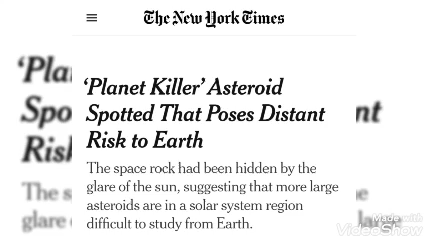 The New York Times
'Planet Killer' Asteroid
Spotted That Poses Distant
Risk to Earth
The space rock had been hidden by the
glare of the sun, suggesting that more large
asteroids are in a solar system region
difficult to study from Earth.
Made with
VideoShow